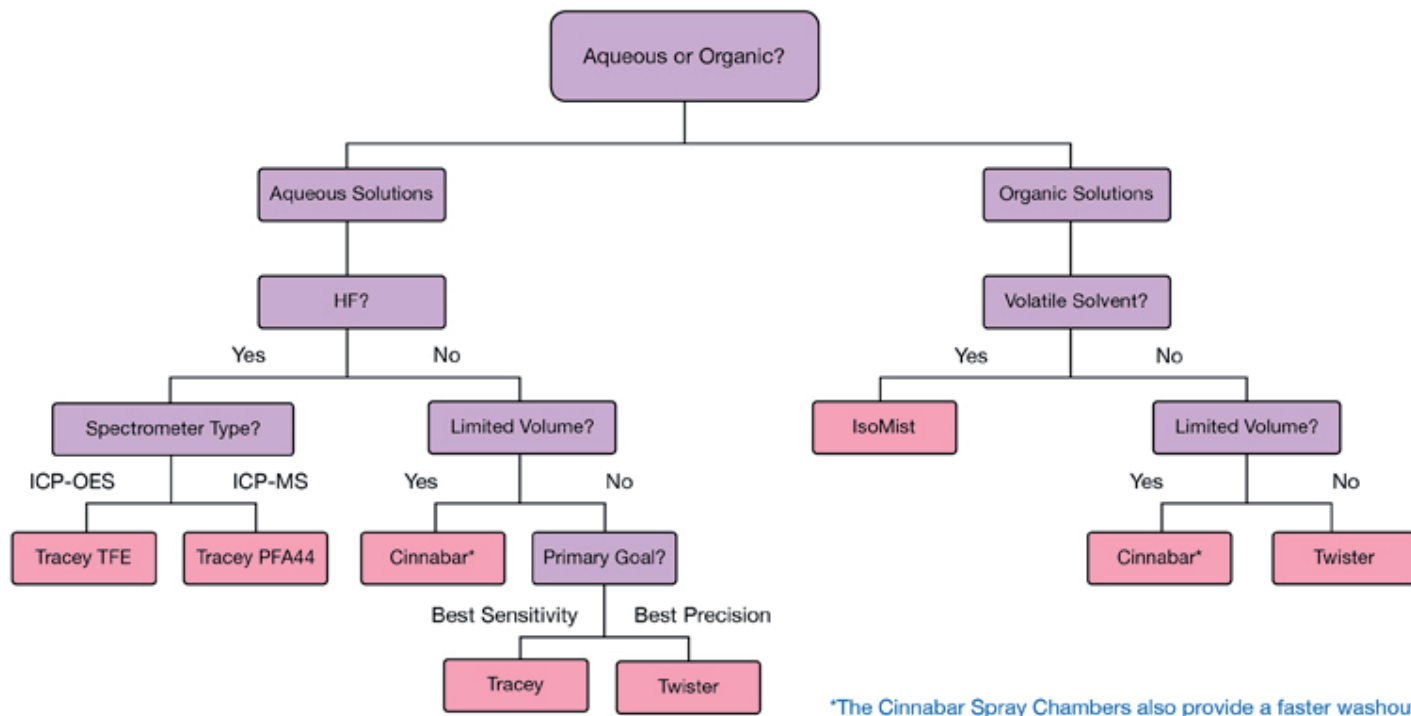 Aqueous or Organic?
Aqueous Solutions
Organic Solutions
HF?
Volatile Solvent?
Yes
No
Yes
No
Spectrometer Type?
Limited Volume?
IsoMist
Limited Volume?
ICP-OES
ICP-MS
Yes
No
Yes
No
Tracey TFE
Tracey PFA44
Cinnabar*
Primary Goal?
Cinnabar*
Twister
Best Sensitivity
Best Precision
Tracey
Twister
*The Cinnabar Spray Chambers also provide a faster washou